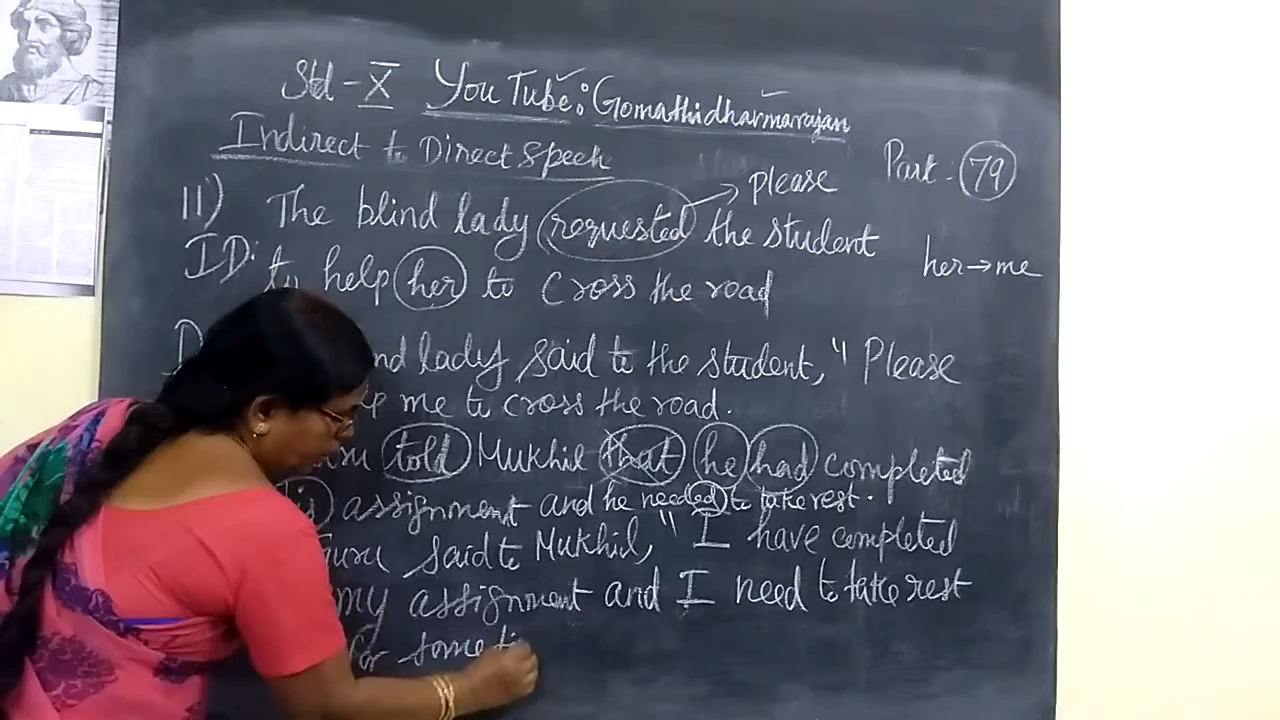 Std - X YouTube: Gomathidharmarajan
Indirect to Direct Speech
Part - 79
please
11) The blind lady requested the student
her → me
ID: to help her to cross the road
D nd lady said to the student, " Please
p me to cross the road.
uru told Mukhil that he had completed
is assignment and he needed to take rest.
Guru said to Mukhil, " I have completed
my assignment and I need to take rest
for some ti